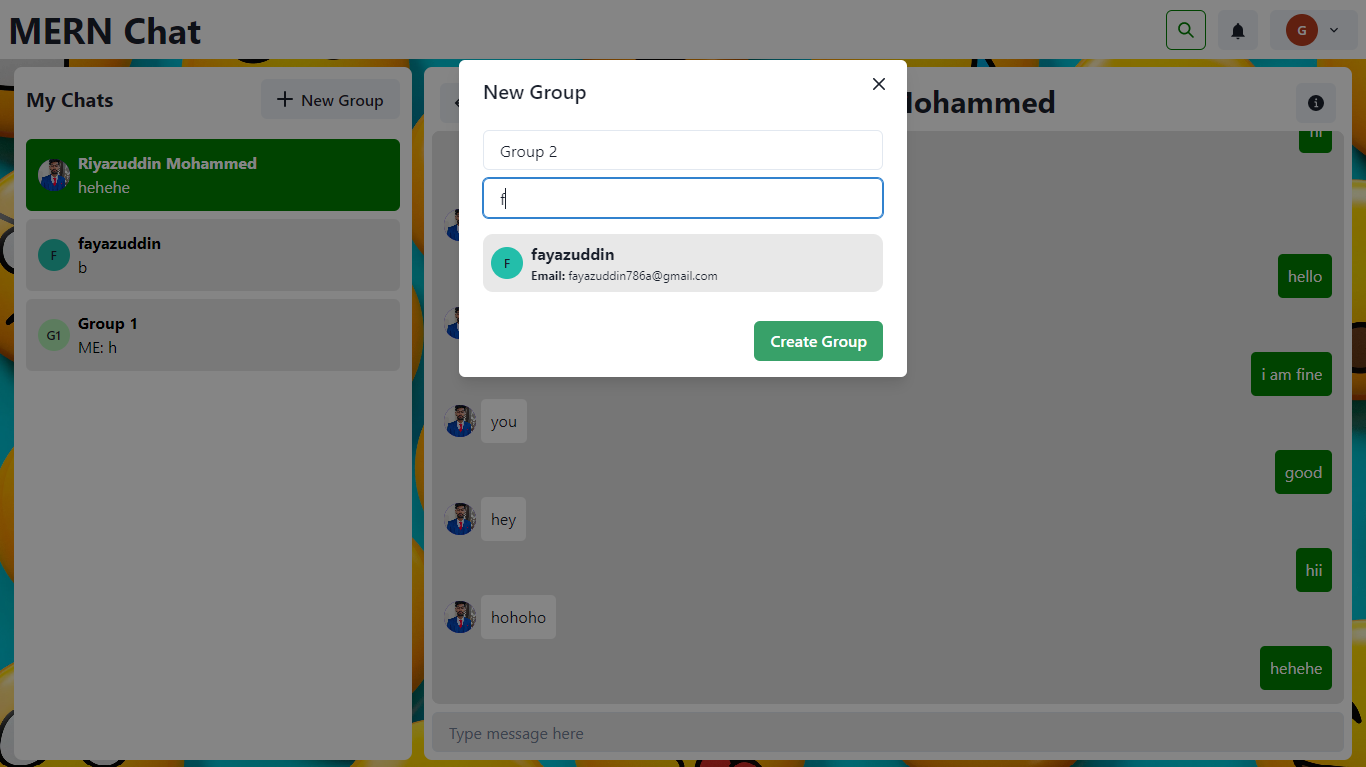 MERN Chat
G
My Chats
New Group
Riyazuddin Mohammed
hehehe
F
fayazuddin
b
G1
Group 1
ME: h
New Group
Group 2
f
F
fayazuddin
Email: fayazuddin786a@gmail.com
Create Group
hi
hello
i am fine
you
good
hey
hii
hohoho
hehehe
Type message here